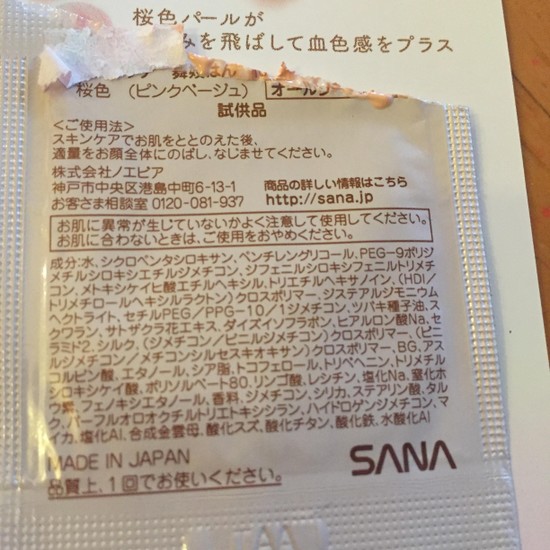 桜色パールが
みを飛ばして血色感をプラス
桜色 (ピンクベージュ) オール
試供品
<ご使用法>
スキンケアでお肌をととのえた後、
適量をお顔全体にのばし、なじませてください。
株式会社ノエビア
神戸市中央区港島中町6-13-1 商品の詳しい情報はこちら
お客さま相談室 0120-081-937 http://sana.jp
お肌に異常が生じていないかよく注意して使用してください。
お肌に合わないときは、ご使用をおやめください。
成分:水、シクロペンタシロキサン、ペンチレングリコール、PEG-9ポリジ
メチルシロキシエチルジメチコン、ジフェニルシロキシフェニルトリメチ
コン、メトキシケイヒ酸エチルヘキシル、トリエチルヘキサノイン、(HDI/
トリメチロールヘキシルラクトン)クロスポリマー、ジステアルジモニウム
ヘクトライト、セチルPEG/PPG-10/1ジメチコン、ツバキ種子油、ス
クワラン、サトザクラ花エキス、ダイズイソフラボン、ヒアルロン酸Na、セ
ラミド2、シルク、(ジメチコン/ビニルジメチコン)クロスポリマー、(ビニ
ルジメチコン/メチコンシルセスキオキサン)クロスポリマー、BG、アス
コルビン酸、エタノール、シア脂、トコフェロール、トリベヘニン、トリメチル
シロキシケイ酸、ポリソルベート80、リンゴ酸、レシチン、塩化Na、窒化ホ
ウ素、フェノキシエタノール、香料、ジメチコン、シリカ、ステアリン酸、タル
ク、パーフルオロオクチルトリエトキシシラン、ハイドロゲンジメチコン、マ
イカ、塩化Al、合成金雲母、酸化スズ、酸化チタン、酸化鉄、水酸化Al
MADE IN JAPAN
品質上、1回でお使いください。
SANA